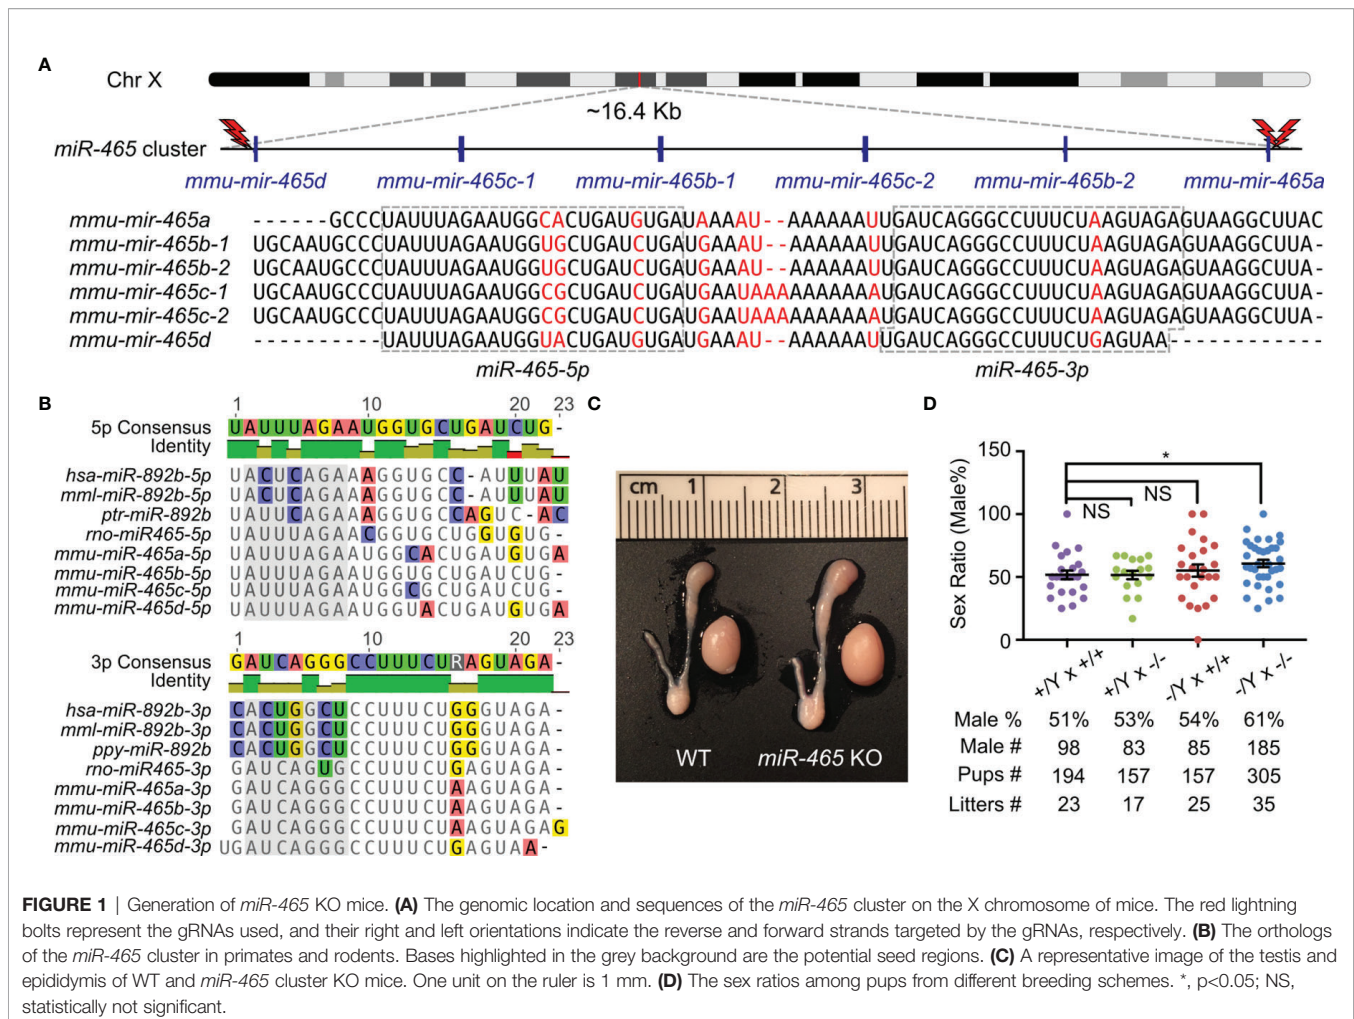 A
Chr X
~16.4 Kb
miR-465 cluster
mmu-mir-465d mmu-mir-465c-1 mmu-mir-465b-1 mmu-mir-465c-2 mmu-mir-465b-2 mmu-mir-465a
mmu-mir-465a ------GCCCUAUUUAGAAUGGCACUGAUGUGAUAAAAU--AAAAAAUUGAUCAGGGCCUUUCUAAGUAGAGUAAGGCUUAC
mmu-mir-465b-1 UGCAAUGCCCUAUUUAGAAUGGUGCUGAUCUGAUGAAAU--AAAAAAUUGAUCAGGGCCUUUCUAAGUAGAGUAAGGCUUA-
mmu-mir-465b-2 UGCAAUGCCCUAUUUAGAAUGGUGCUGAUCUGAUGAAAU--AAAAAAUUGAUCAGGGCCUUUCUAAGUAGAGUAAGGCUUA-
mmu-mir-465c-1 UGCAAUGCCCUAUUUAGAAUGGCGCUGAUCUGAUGAAUAAAAAAAAAAUGAUCAGGGCCUUUCUAAGUAGAGUAAGGCUUA-
mmu-mir-465c-2 UGCAAUGCCCUAUUUAGAAUGGCGCUGAUCUGAUGAAUAAAAAAAAAAUGAUCAGGGCCUUUCUAAGUAGAGUAAGGCUUA-
mmu-mir-465d ----------UAUUUAGAAUGGUACUGAUGUGAUGAAAU--AAAAAAUUGAUCAGGGCCUUUCUGAGUAA------------
miR-465-5p miR-465-3p
B
1 10 20 23
5p Consensus UAUUUAGAAUGGUGCUGAUCUG-
Identity
hsa-miR-892b-5p UACUCAGAAAGGUGCC-AUUUAU
mml-miR-892b-5p UACUCAGAAAGGUGCC-AUUUAU
ptr-miR-892b UAUUCAGAAAGGUGCCAGUC-AC
rno-miR465-5p UAUUUAGAACGGUGCUGGUGUG-
mmu-miR-465a-5p UAUUUAGAAUGGCACUGAUGUGA
mmu-miR-465b-5p UAUUUAGAAUGGUGCUGAUCUG-
mmu-miR-465c-5p UAUUUAGAAUGGCGCUGAUCUG-
mmu-miR-465d-5p UAUUUAGAAUGGUACUGAUGUGA
1 10 20 23
3p Consensus GAUCAGGGCCUUUCURAGUAGA-
Identity
hsa-miR-892b-3p CACUGGCUCCUUUCUGGGUAGA-
mml-miR-892b-3p CACUGGCUCCUUUCUGGGUAGA-
ppy-miR-892b CACUGGCUCCUUUCUGGGUAGA-
rno-miR465-3p GAUCAGUGCCUUUCUGAGUAGA-
mmu-miR-465a-3p GAUCAGGGCCUUUCUAAGUAGA-
mmu-miR-465b-3p GAUCAGGGCCUUUCUAAGUAGA-
mmu-miR-465c-3p GAUCAGGGCCUUUCUAAGUAGAG
mmu-miR-465d-3p UGAUCAGGGCCUUUCUGAGUAA-
C
cm 1 2 3
WT miR-465 KO
D
Sex Ratio (Male%)
150
100
50
0
*
NS
NS
+/Y x +/+ +/Y x -/- -/Y x +/+ -/Y x -/-
Male % 51% 53% 54% 61%
Male # 98 83 85 185
Pups # 194 157 157 305
Litters # 23 17 25 35
FIGURE 1 | Generation of miR-465 KO mice. (A) The genomic location and sequences of the miR-465 cluster on the X chromosome of mice. The red lightning
bolts represent the gRNAs used, and their right and left orientations indicate the reverse and forward strands targeted by the gRNAs, respectively. (B) The orthologs
of the miR-465 cluster in primates and rodents. Bases highlighted in the grey background are the potential seed regions. (C) A representative image of the testis and
epididymis of WT and miR-465 cluster KO mice. One unit on the ruler is 1 mm. (D) The sex ratios among pups from different breeding schemes. *, p<0.05; NS,
statistically not significant.